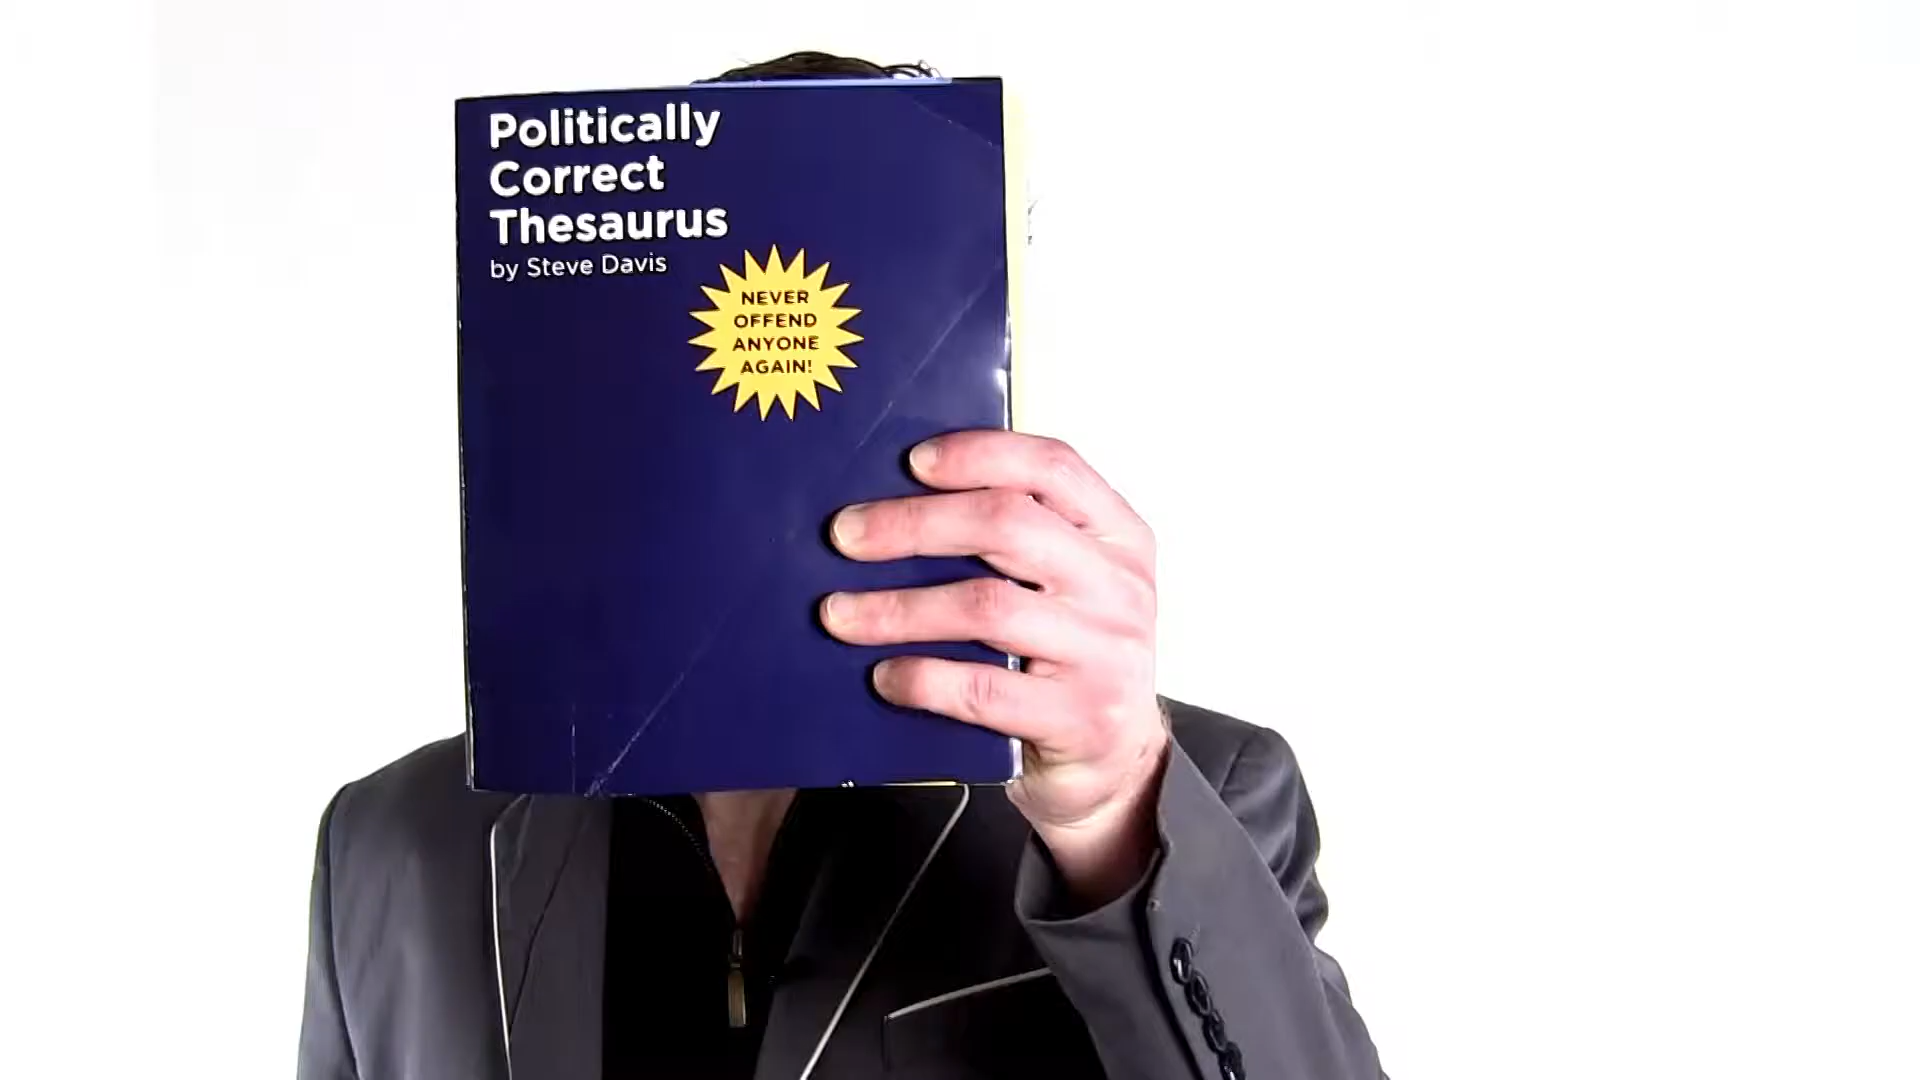 Politically
Correct
Thesaurus
by Steve Davis
NEVER
OFFEND
ANYONE
AGAIN!